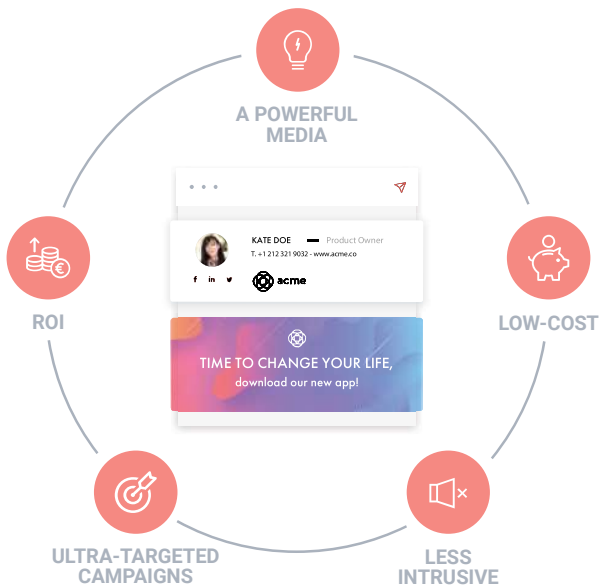 A POWERFUL
MEDIA
KATE DOE — Product Owner
T. +1 212 321 9032 - www.acme.co
f in
acme
TIME TO CHANGE YOUR LIFE,
download our new app!
ROI
LOW-COST
€
ULTRA-TARGETED
CAMPAIGNS
LESS
INTRUSIVE